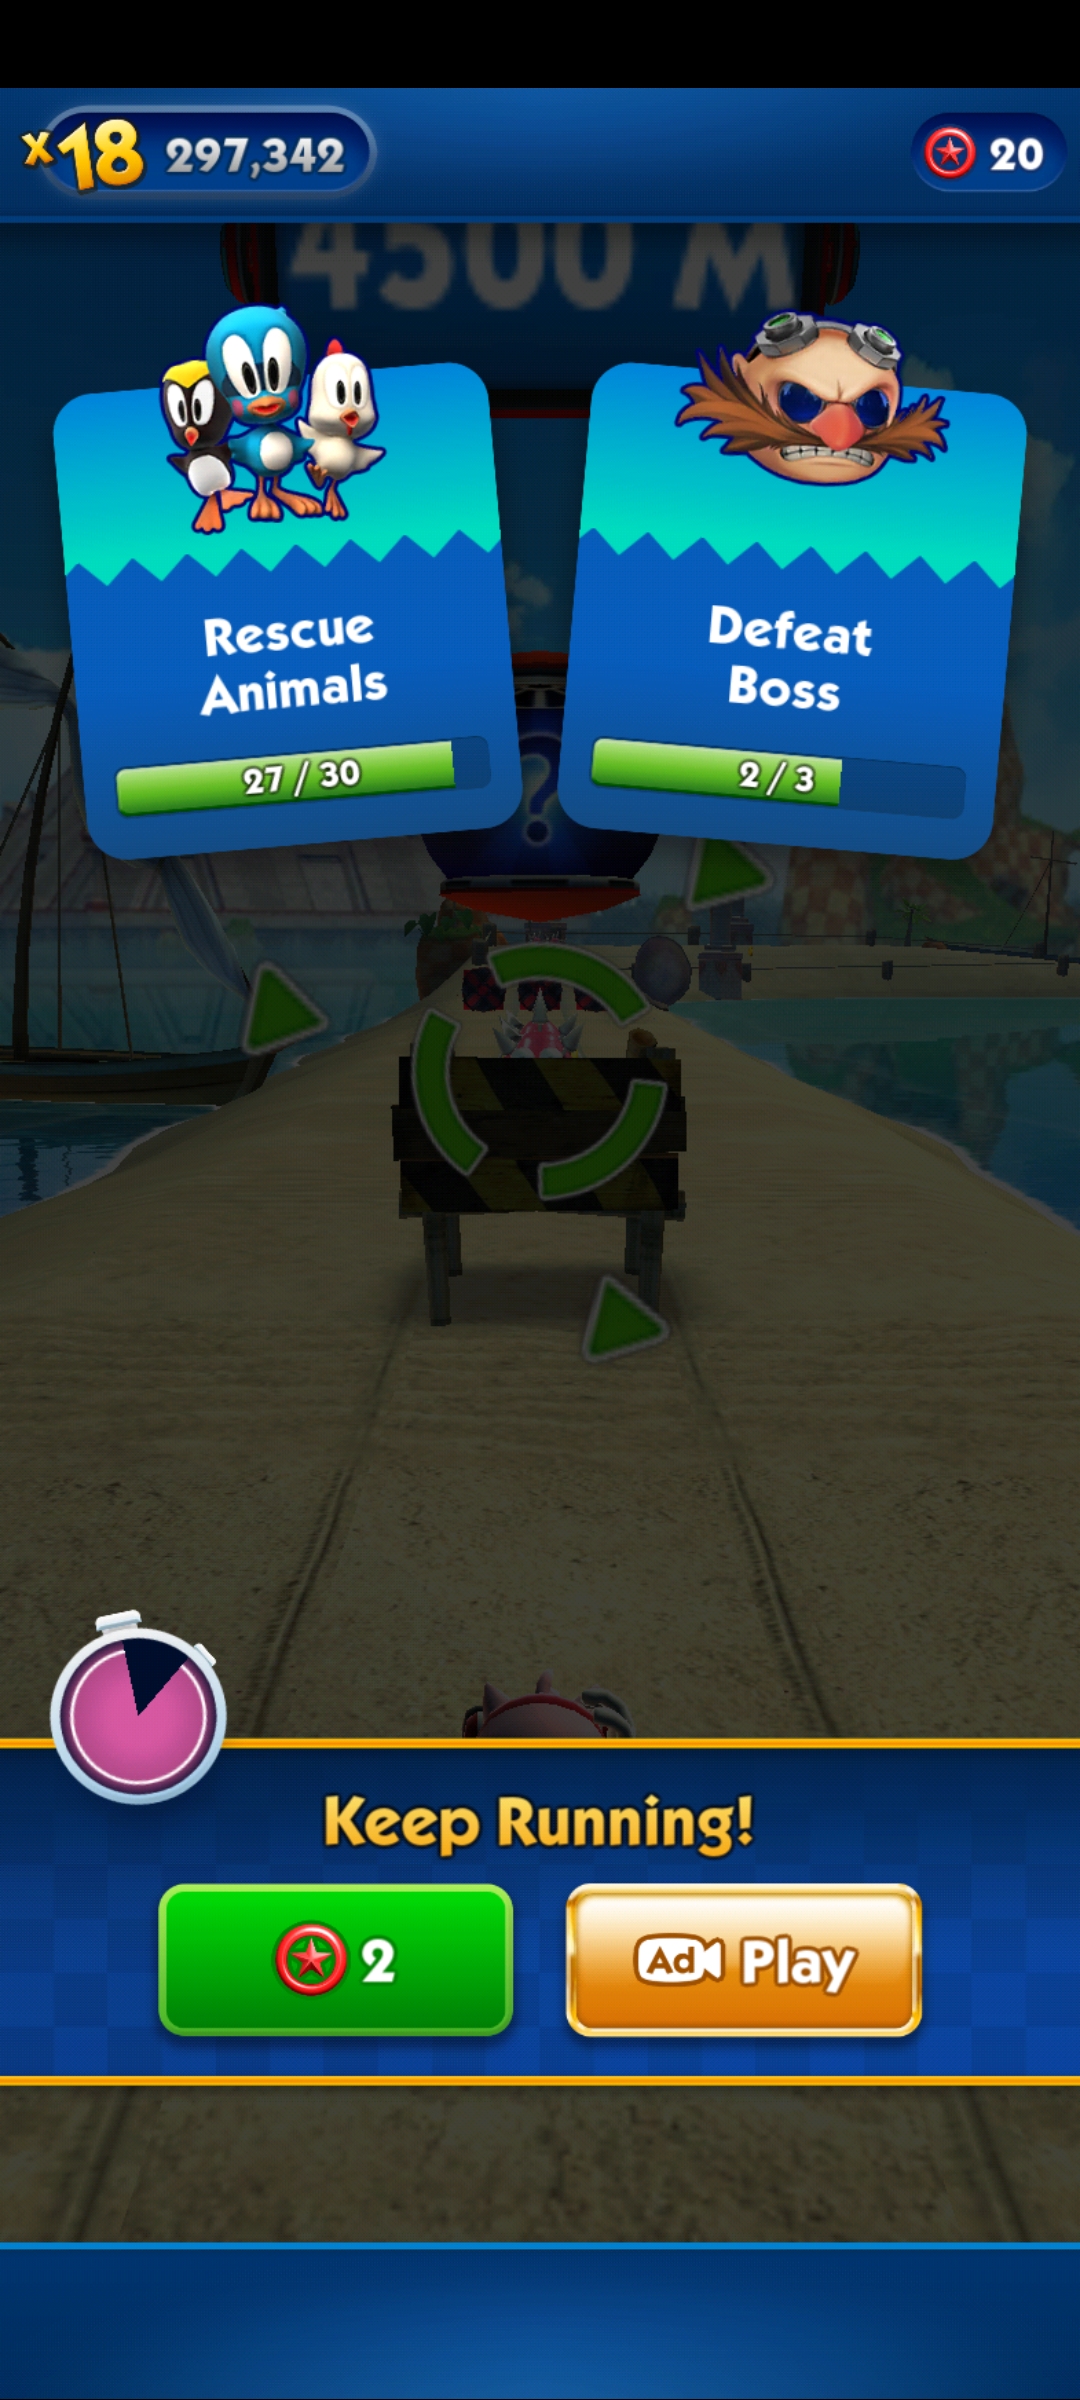 x18 297,342
20
4500 M
Rescue
Animals
27 / 30
Defeat
Boss
2 / 3
?
Keep Running!
2
Ad Play